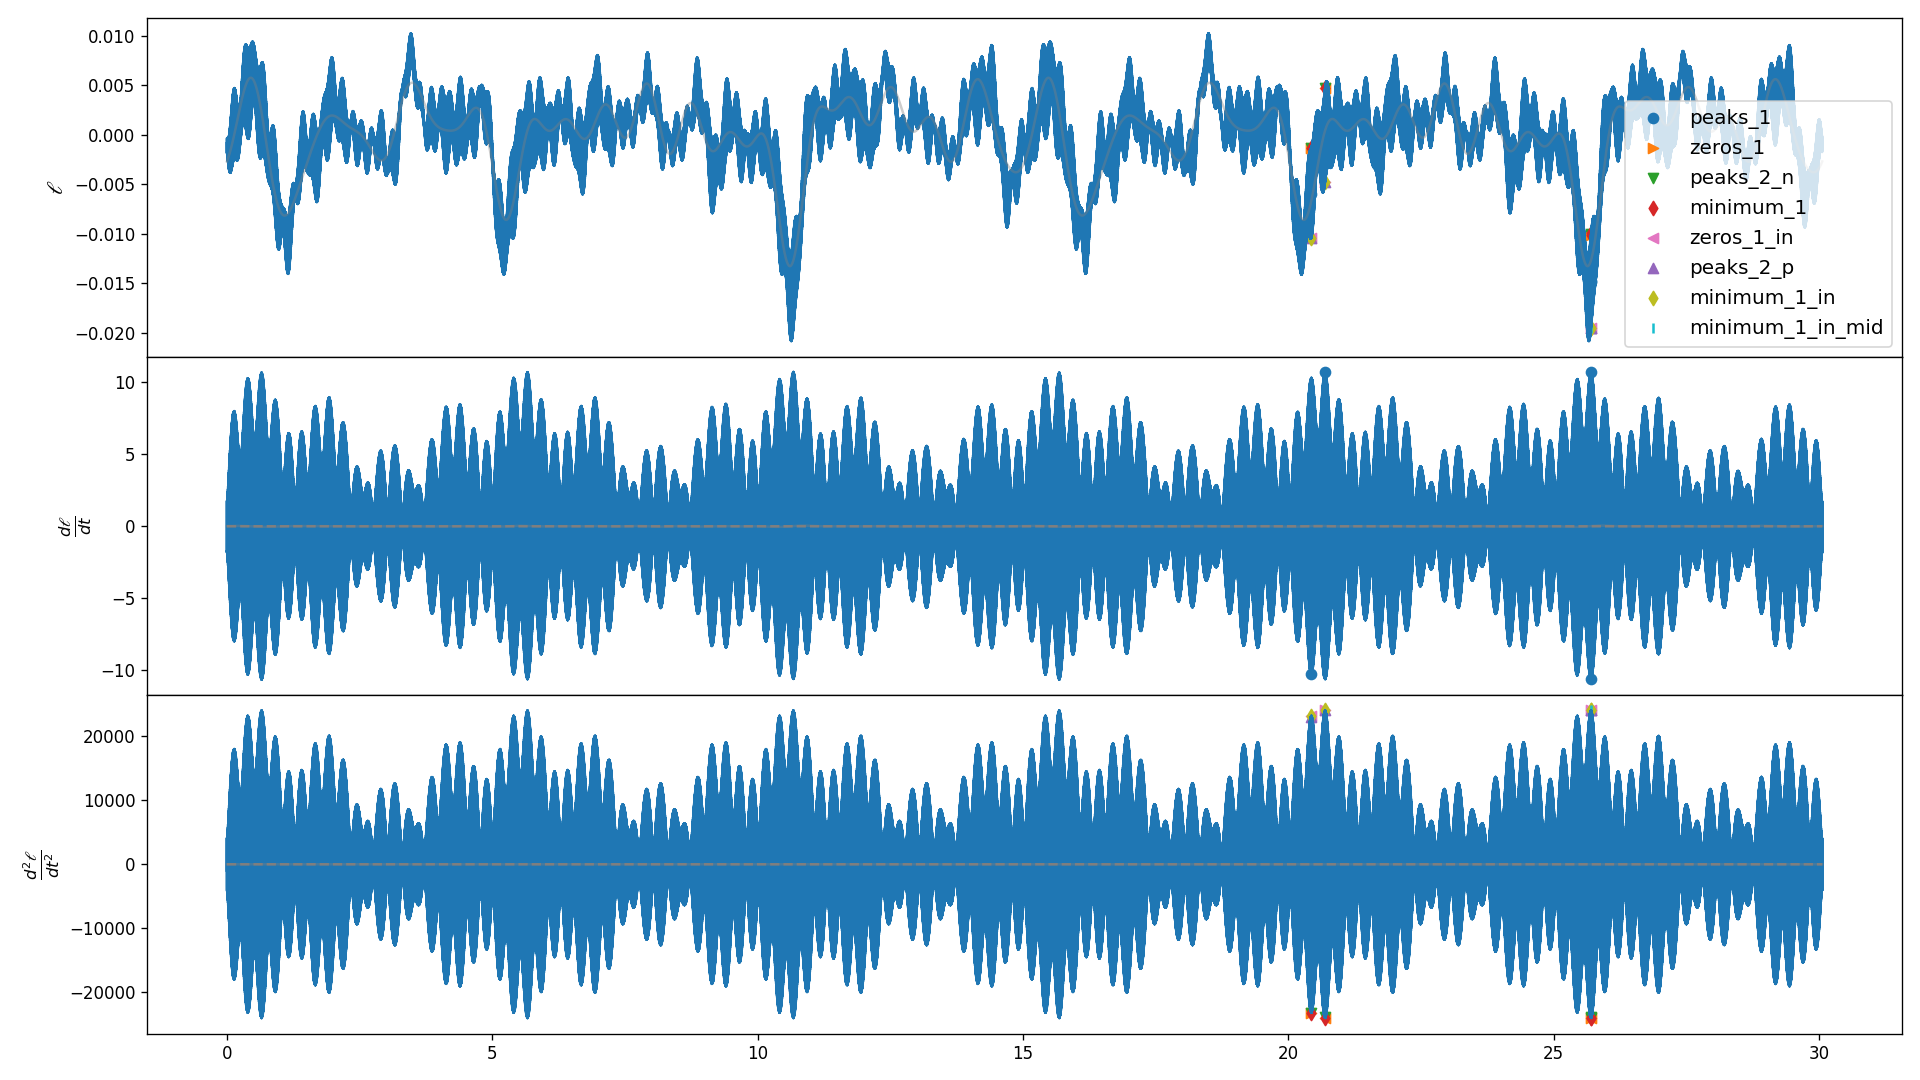 0.010
0.005
0.000
−0.005
−0.010
−0.015
−0.020
ℓ
peaks_1
zeros_1
peaks_2_n
minimum_1
zeros_1_in
peaks_2_p
minimum_1_in
minimum_1_in_mid
10
5
0
−5
−10
dℓ
dt
20000
10000
0
−10000
−20000
d²ℓ
dt²
0 5 10 15 20 25 30